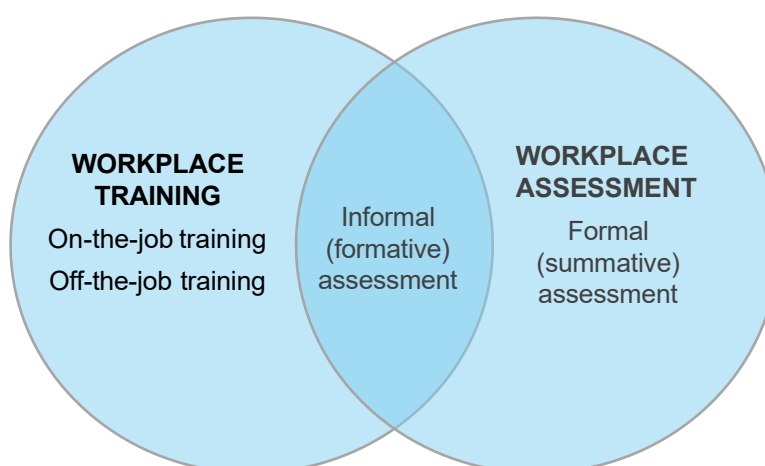 WORKPLACE
TRAINING
On-the-job training
Off-the-job training
Informal
(formative)
assessment
WORKPLACE
ASSESSMENT
Formal
(summative)
assessment